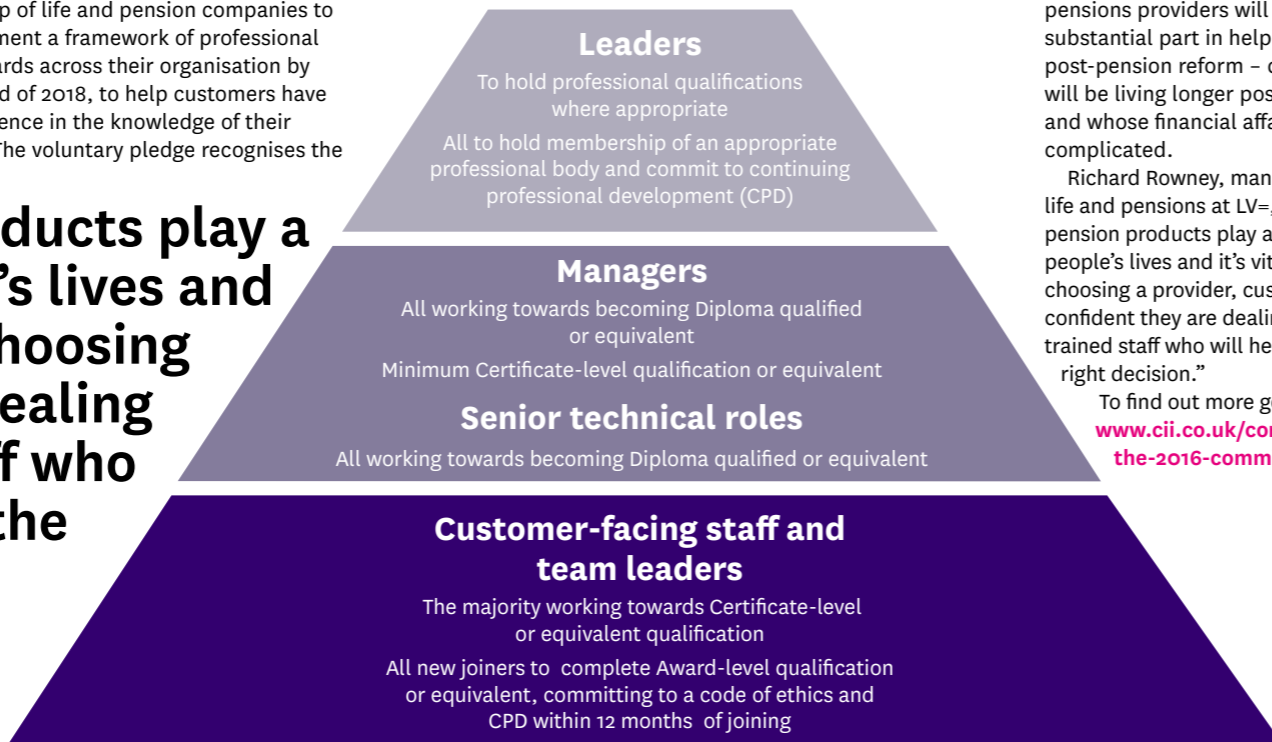 p of life and pension companies to
ment a framework of professional
ards across their organisation by
d of 2018, to help customers have
ence in the knowledge of their
The voluntary pledge recognises the
ducts play a
’s lives and
hoosing
ealing
ff who
the
Leaders
To hold professional qualifications
where appropriate
All to hold membership of an appropriate
professional body and commit to continuing
professional development (CPD)
Managers
All working towards becoming Diploma qualified
or equivalent
Minimum Certificate-level qualification or equivalent
Senior technical roles
All working towards becoming Diploma qualified or equivalent
Customer-facing staff and
team leaders
The majority working towards Certificate-level
or equivalent qualification
All new joiners to complete Award-level qualification
or equivalent, committing to a code of ethics and
CPD within 12 months of joining
pensions providers will
substantial part in help
post-pension reform – c
will be living longer pos
and whose financial affa
complicated.
Richard Rowney, man
life and pensions at LV=,
pension products play a
people’s lives and it’s vit
choosing a provider, cus
confident they are dealin
trained staff who will he
right decision.”
To find out more g
www.cii.co.uk/co
the-2016-comm